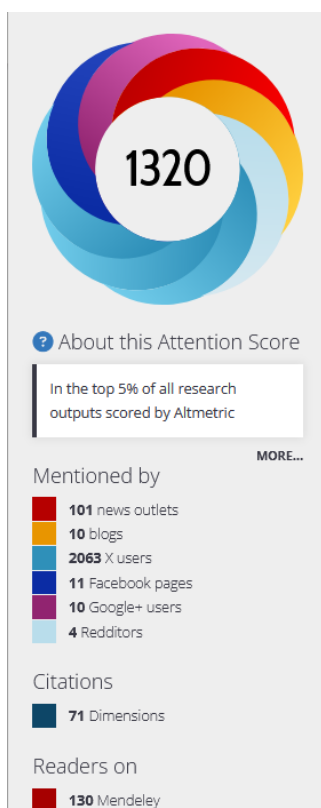 1320
? About this Attention Score
In the top 5% of all research
outputs scored by Altmetric
MORE...
Mentioned by
101 news outlets
10 blogs
2063 X users
11 Facebook pages
10 Google+ users
4 Redditors
Citations
71 Dimensions
Readers on
130 Mendeley